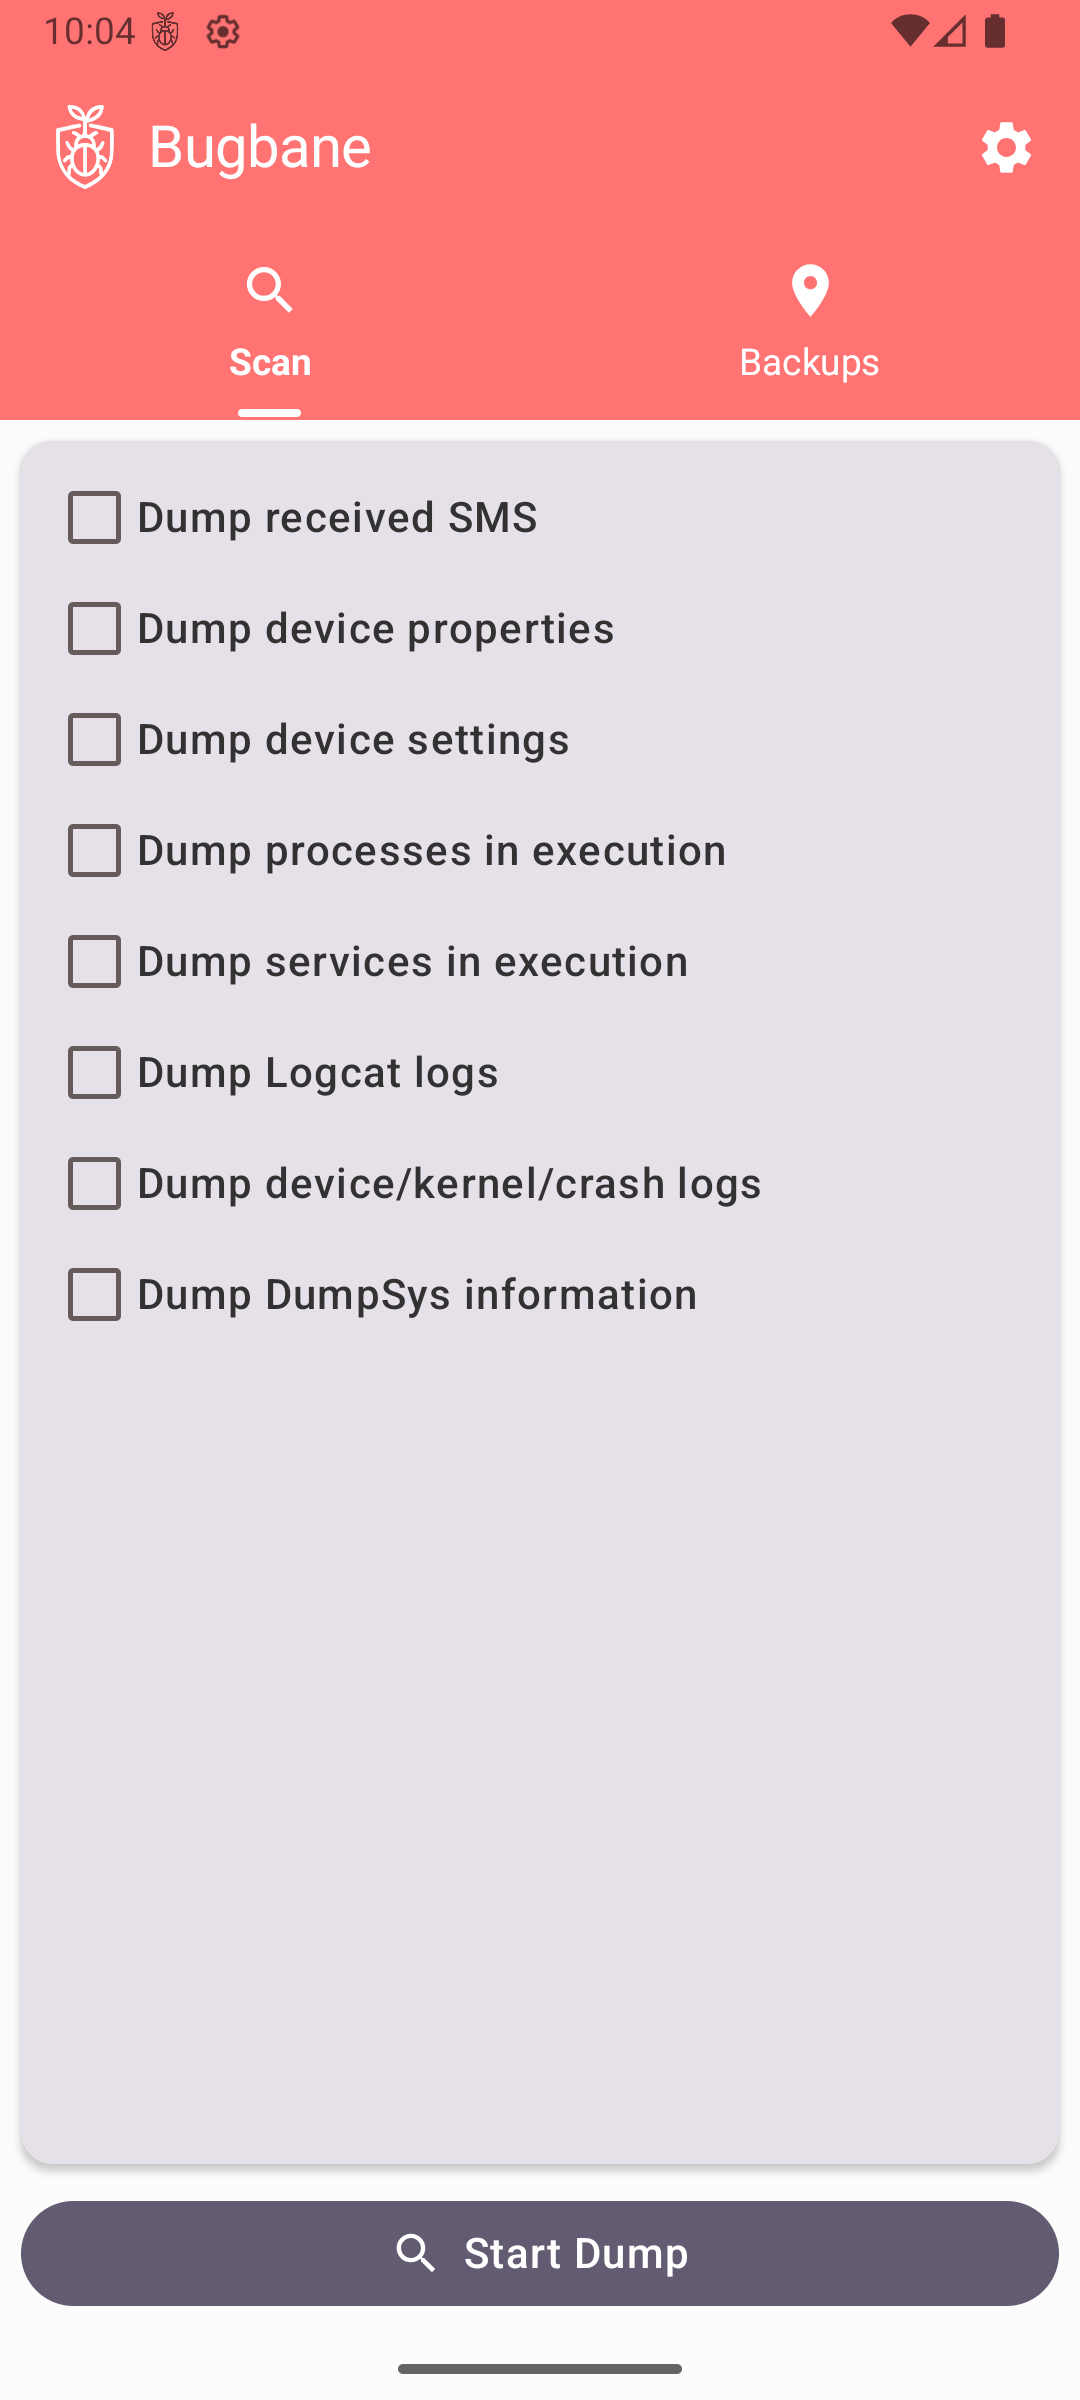 10:04
Bugbane
Scan
Backups
Dump received SMS
Dump device properties
Dump device settings
Dump processes in execution
Dump services in execution
Dump Logcat logs
Dump device/kernel/crash logs
Dump DumpSys information
Start Dump